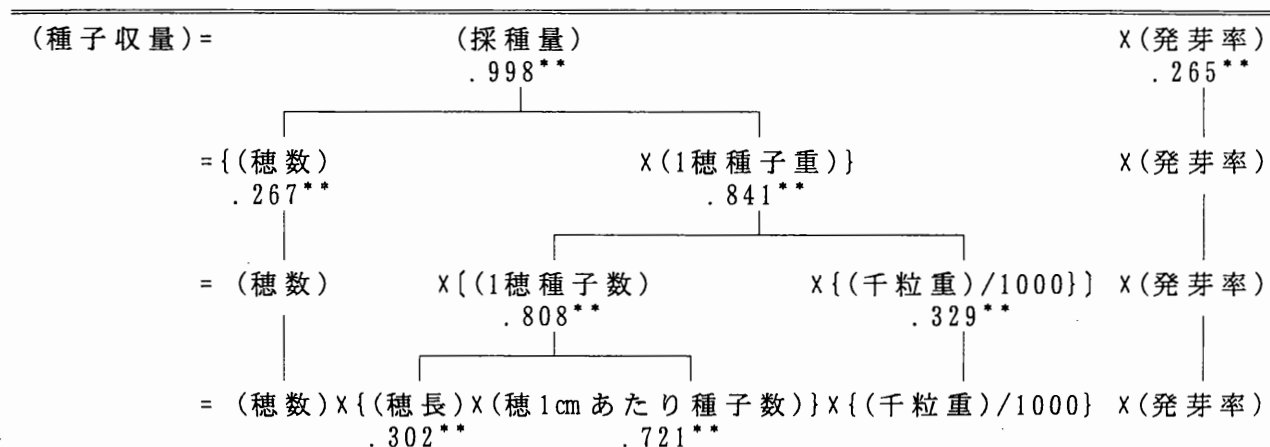 (種子収量)= (採種量) X(発芽率)
.998** .265**
={(穂数) X(1穂種子重)} X(発芽率)
.267** .841**
= (穂数) X[(1穂種子数) X{(千粒重)/1000}] X(発芽率)
.808** .329**
= (穂数)X{(穂長)X(穂1cmあたり種子数)}X{(千粒重)/1000} X(発芽率)
.302** .721**